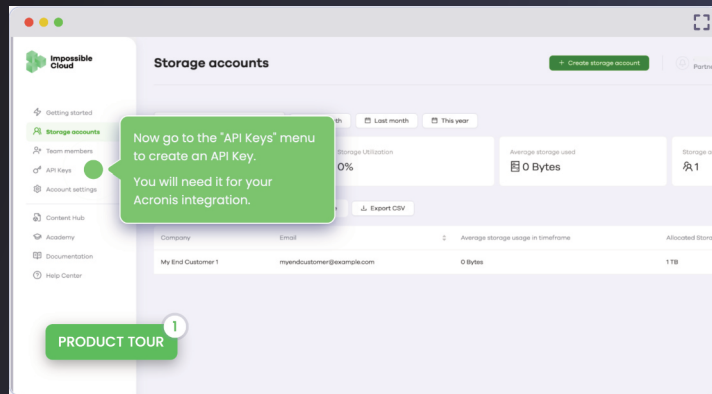 Impossible
Cloud
Storage accounts
+ Create storage account
Getting started
Storage accounts
Team members
API Keys
Account settings
Content Hub
Academy
Documentation
Help Center
Now go to the "API Keys" menu
to create an API Key.
You will need it for your
Acronis integration.
Last month
This year
Storage Utilization
0%
Average storage used
0 Bytes
1
Export CSV
Company
Email
Average storage usage in timeframe
My End Customer 1
myendcustomer@example.com
0 Bytes
1 TB
PRODUCT TOUR
1